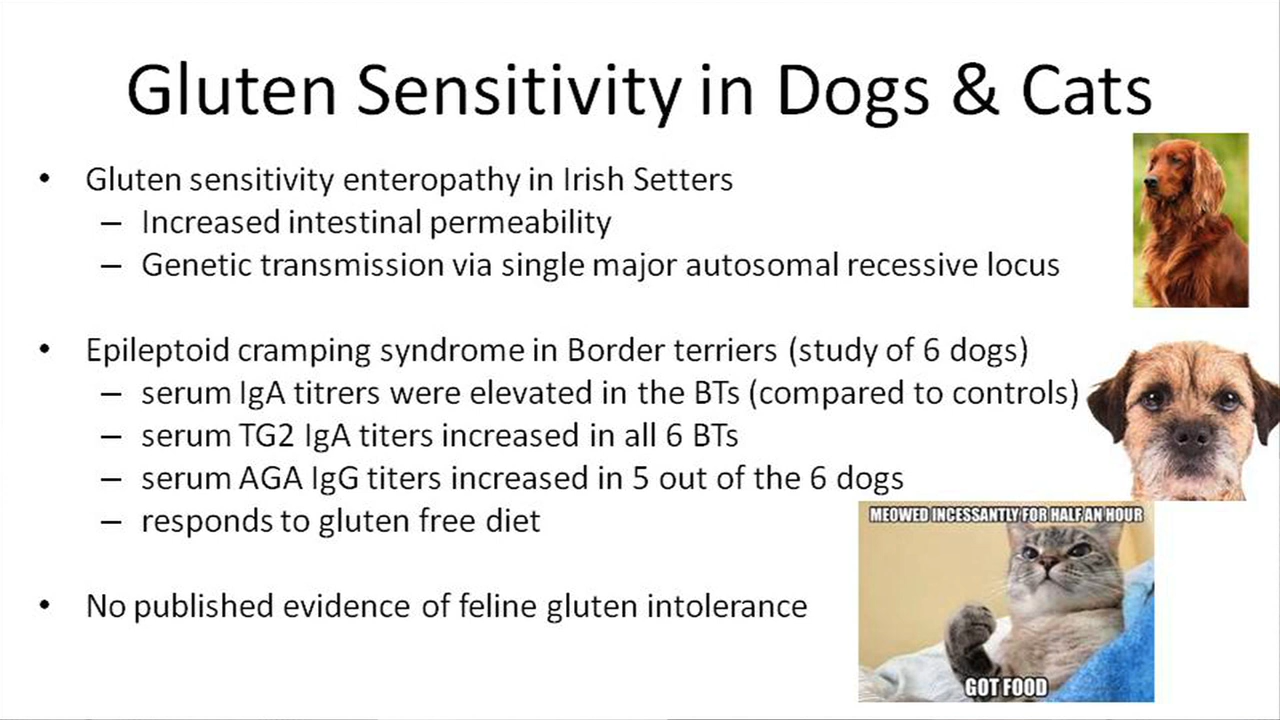 Gluten Sensitivity in Dogs & Cats
• Gluten sensitivity enteropathy in Irish Setters
– Increased intestinal permeability
– Genetic transmission via single major autosomal recessive locus
• Epileptoid cramping syndrome in Border terriers (study of 6 dogs)
– serum IgA titrers were elevated in the BTs (compared to controls)
– serum TG2 IgA titers increased in all 6 BTs
– serum AGA IgG titers increased in 5 out of the 6 dogs
– responds to gluten free diet
• No published evidence of feline gluten intolerance
MEOWED INCESSANTLY FOR HALF AN HOUR
GOT FOOD